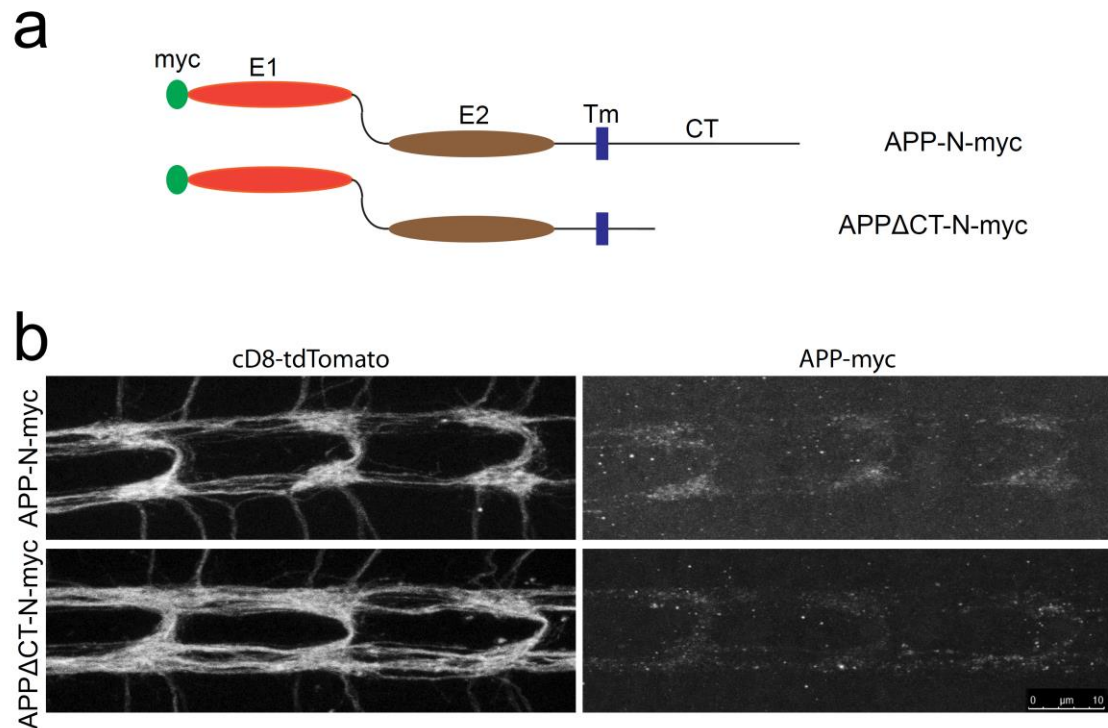 a
myc
E1
E2
Tm
CT
APP-N-myc
APPΔCT-N-myc
b
cD8-tdTomato
APP-myc
APP-N-myc
APPΔCT-N-myc
0 μm 10